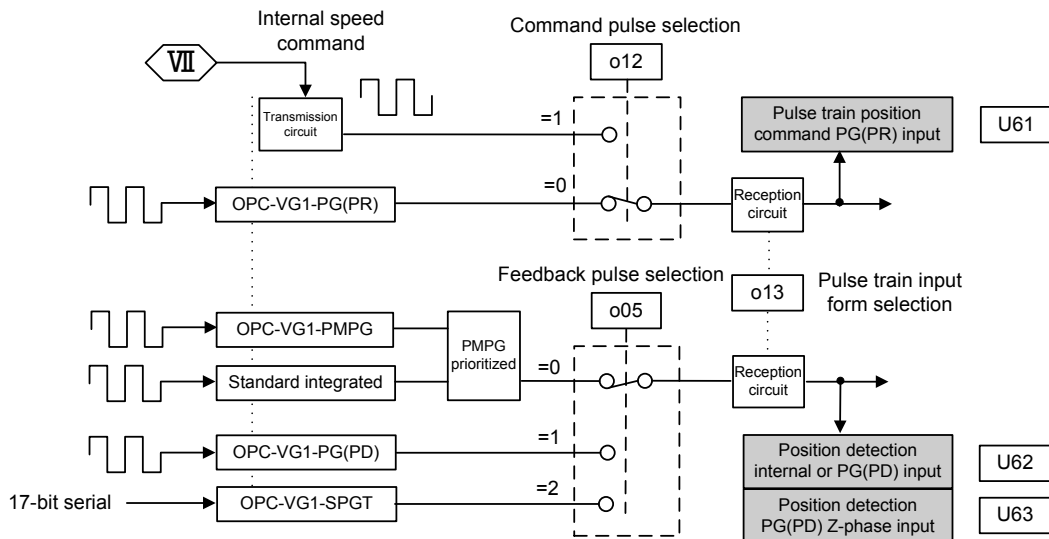 Internal speed
command
Command pulse selection
VII
o12
Transmission
circuit
=1
Pulse train position
command PG(PR) input
U61
OPC-VG1-PG(PR)
=0
Reception
circuit
Feedback pulse selection
o05
o13
Pulse train input
form selection
OPC-VG1-PMPG
PMPG
prioritized
Standard integrated
=0
Reception
circuit
OPC-VG1-PG(PD)
=1
Position detection
internal or PG(PD) input
U62
17-bit serial
OPC-VG1-SPGT
=2
Position detection
PG(PD) Z-phase input
U63